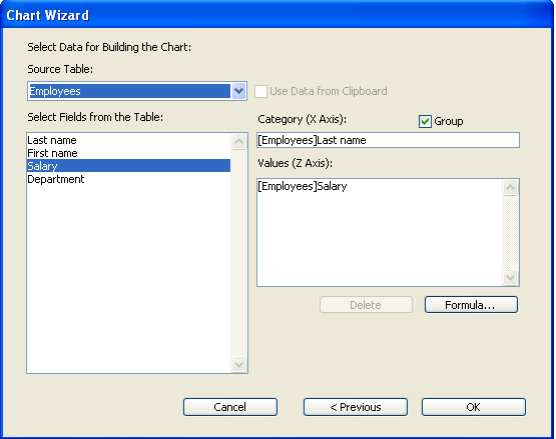 Chart Wizard
Select Data for Building the Chart:
Source Table:
Employees
Use Data from Clipboard
Select Fields from the Table:
Category (X Axis):
Group
Last name
First name
Salary
Department
[Employees]Last name
Values (Z Axis):
[Employees]Salary
Delete
Formula...
Cancel
< Previous
OK